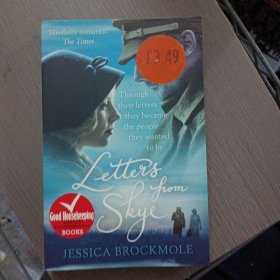 'Blissfully romantic'
The Times
£3.49
Through
their letters
they became
the people
they wanted
to be
Letters
from
Skye
Good Housekeeping
BOOKS
JESSICA BROCKMOLE